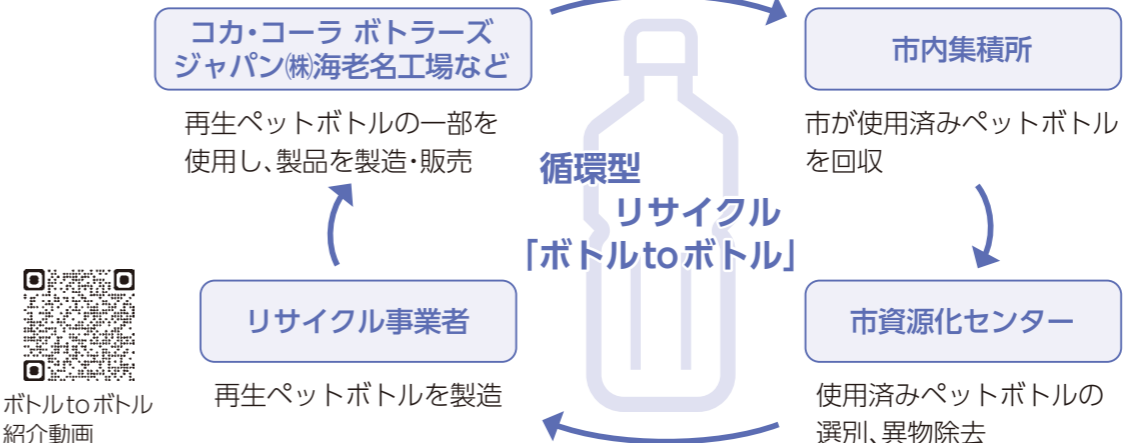 コカ・コーラ ボトラーズ
ジャパン㈱海老名工場など
再生ペットボトルの一部を
使用し、製品を製造・販売
市内集積所
市が使用済みペットボトル
を回収
循環型
リサイクル
「ボトルtoボトル」
リサイクル事業者
再生ペットボトルを製造
市資源化センター
使用済みペットボトルの
選別、異物除去
ボトルtoボトル
紹介動画